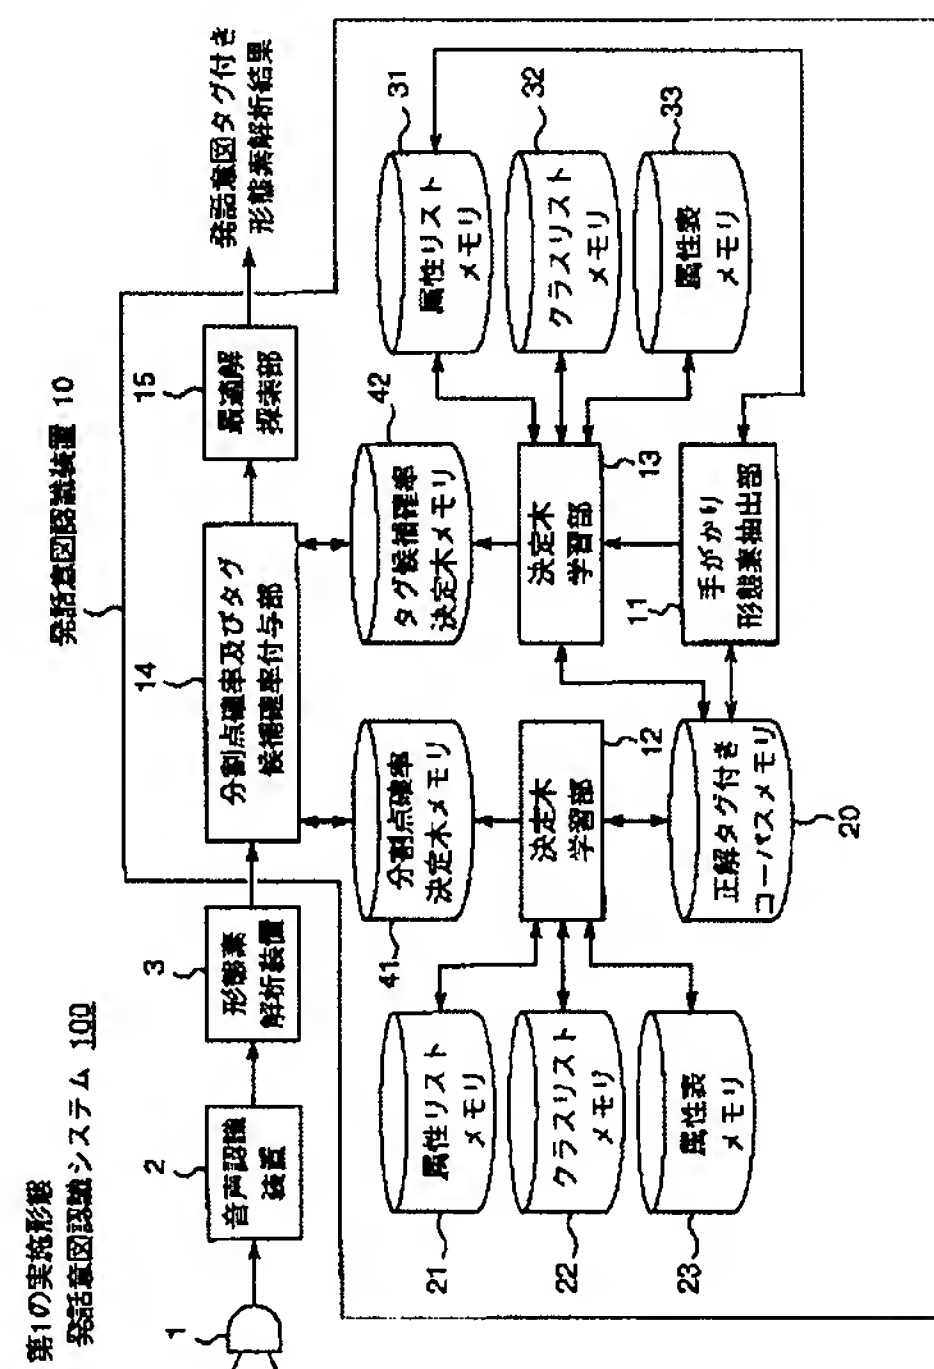 第1の実施形態
発話意図認識システム 100
発話意図認識装置 10
1
2
音声認識
装置
3
形態素
解析装置
14
分割点確率及びタグ
候補確率付与部
15
最適解
探索部
発話意図タグ付き
形態素解析結果
41
分割点確率
決定木メモリ
42
タグ候補確率
決定木メモリ
21
属性リスト
メモリ
22
クラスリスト
メモリ
23
属性表
メモリ
12
決定木
学習部
13
決定木
学習部
31
属性リスト
メモリ
32
クラスリスト
メモリ
33
属性表
メモリ
20
正解タグ付き
コーパスメモリ
11
手がかり
形態素抽出部